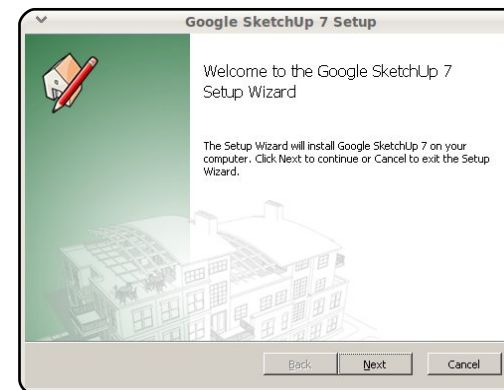 Google SketchUp 7 Setup
Welcome to the Google SketchUp 7
Setup Wizard
The Setup Wizard will install Google SketchUp 7 on your
computer. Click Next to continue or Cancel to exit the Setup
Wizard.
Back Next Cancel